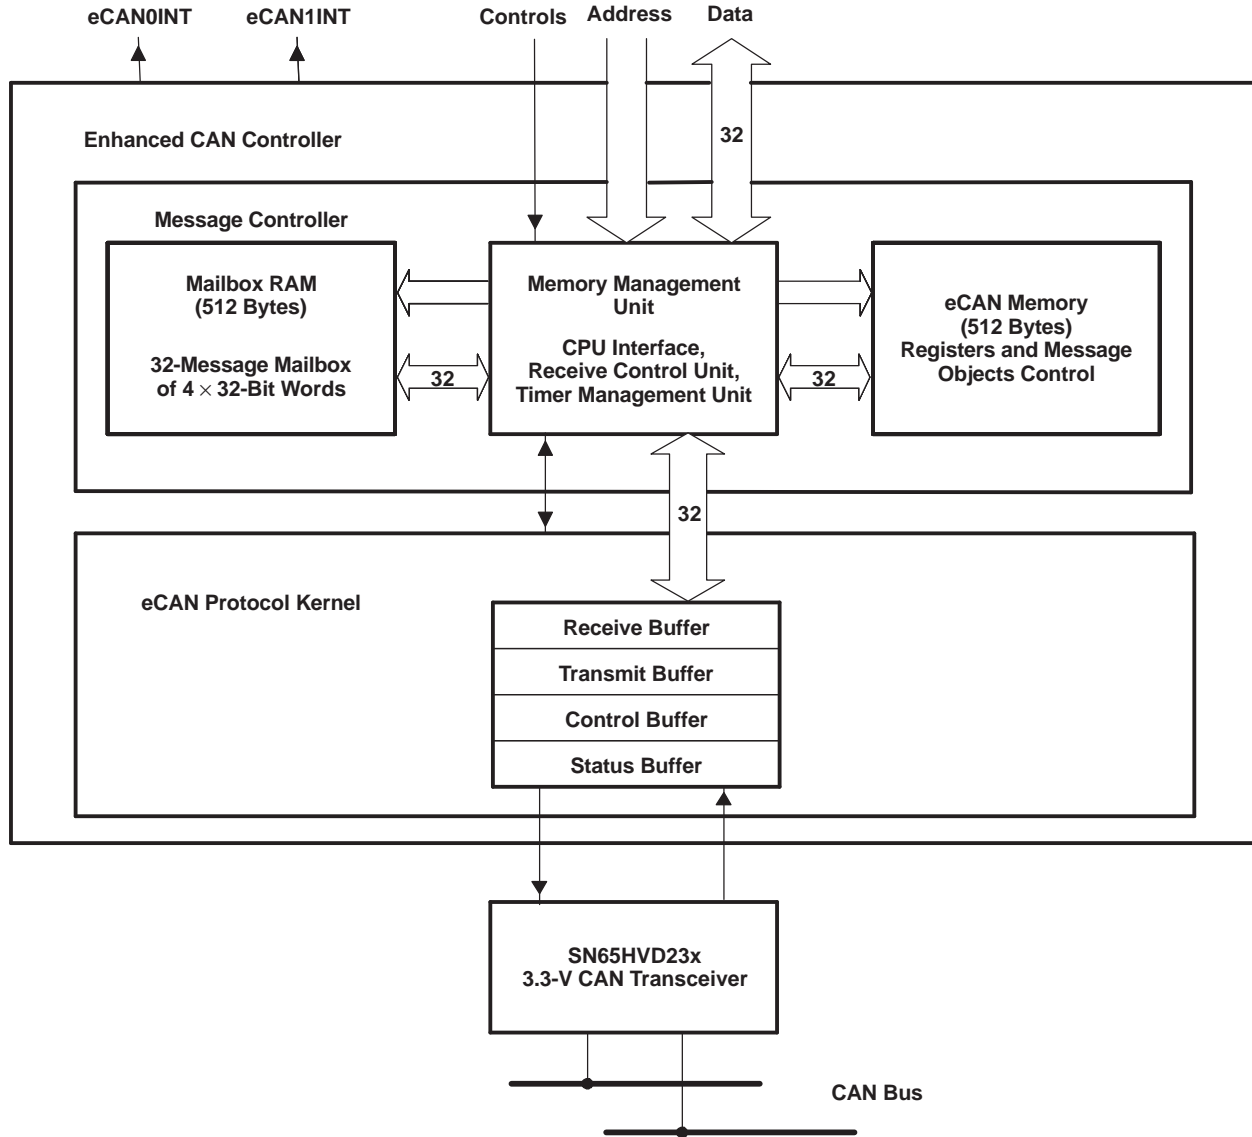 eCAN0INT
eCAN1INT
Controls
Address
Data
32
Enhanced CAN Controller
Message Controller
Mailbox RAM
(512 Bytes)
32-Message Mailbox
of 4 × 32-Bit Words
32
Memory Management
Unit
CPU Interface,
Receive Control Unit,
Timer Management Unit
32
eCAN Memory
(512 Bytes)
Registers and Message
Objects Control
32
eCAN Protocol Kernel
Receive Buffer
Transmit Buffer
Control Buffer
Status Buffer
SN65HVD23x
3.3-V CAN Transceiver
CAN Bus